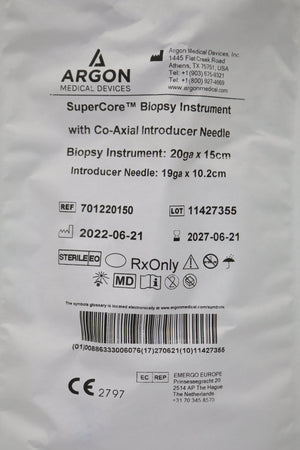 ARGON
MEDICAL DEVICES
Argon Medical Devices, Inc.
1445 Flat Creek Road
Athens, TX 75751, USA
Tel: +1(903) 675-9321
Tel: +1(800) 927-4669
argonmedical.com
SuperCore™ Biopsy Instrument
with Co-Axial Introducer Needle
Biopsy Instrument: 20ga x 15cm
Introducer Needle: 19ga x 10.2cm
REF 701220150
LOT 11427355
2022-06-21
2027-06-21
STERILE EO
RxOnly
MD
The symbols glossary is located electronically at www.argonmedical.com/symbols
(01)00886333006076(17)270621(10)11427355
CE 2797
EC REP
EMERGO EUROPE
Prinsessegracht 20
2514 AP The Hague
The Netherlands
+31 70 345 8570